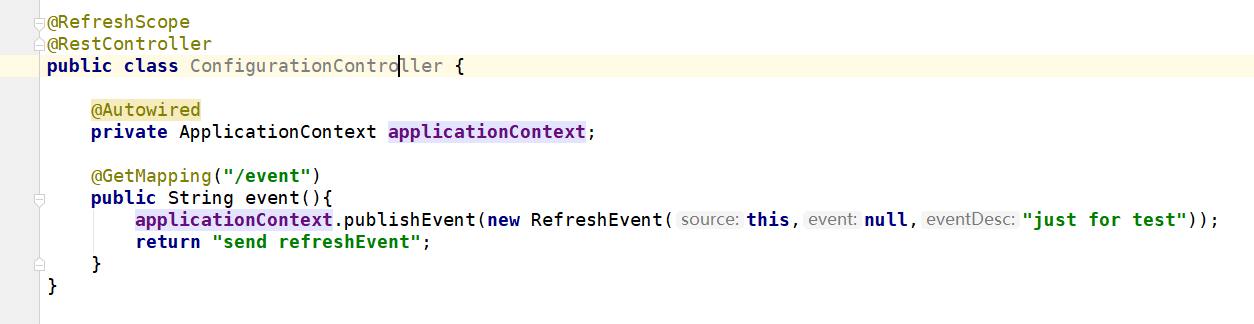 @RefreshScope
@RestController
public class ConfigurationController {
@Autowired
private ApplicationContext applicationContext;
@GetMapping("/event")
public String event(){
applicationContext.publishEvent(new RefreshEvent( source: this, event: null, eventDesc: "just for test"));
return "send refreshEvent";
}
}